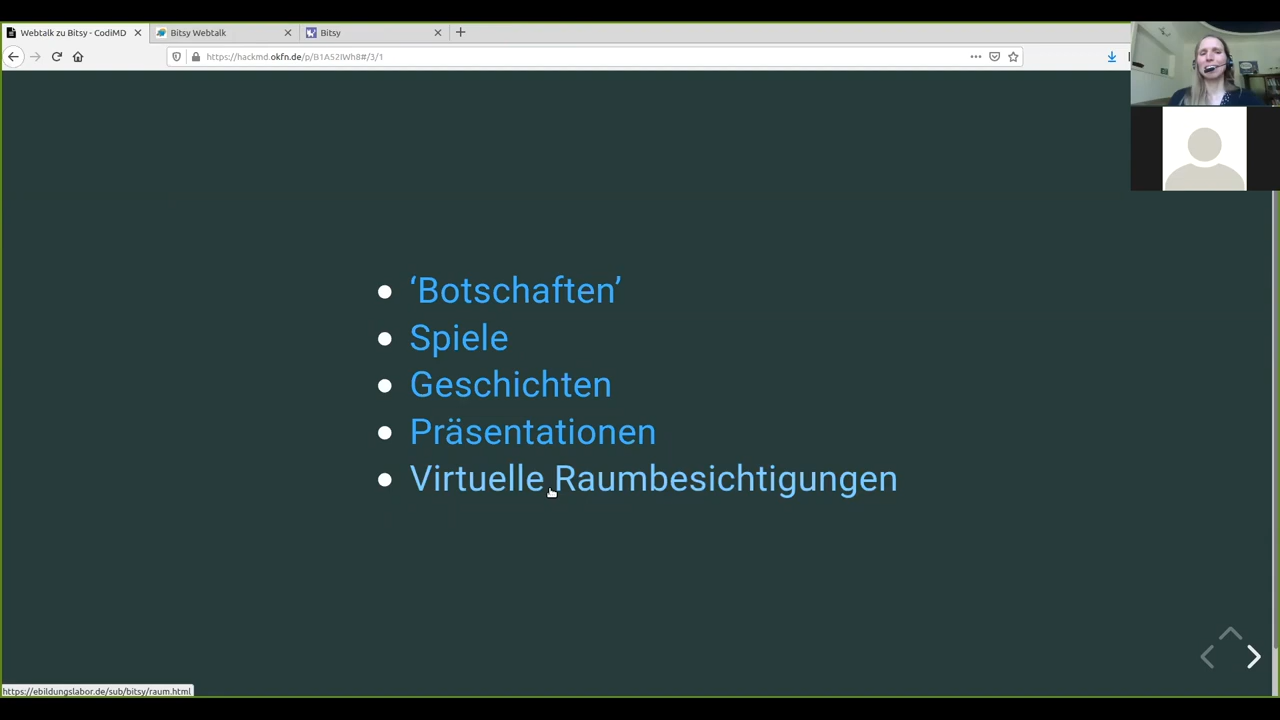 Webtalk zu Bitsy - CodiMD
Bitsy Webtalk
Bitsy
https://hackmd.okfn.de/p/B1A52IWh8#/3/1
‘Botschaften’
Spiele
Geschichten
Präsentationen
Virtuelle Raumbesichtigungen
https://ebildungslabor.de/sub/bitsy/raum.html